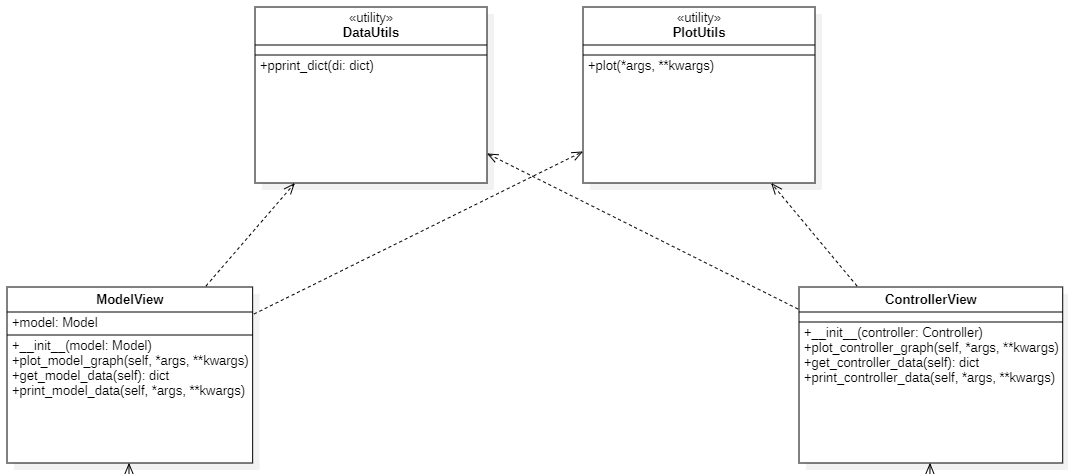 «utility»
DataUtils
+pprint_dict(di: dict)
«utility»
PlotUtils
+plot(*args, **kwargs)
ModelView
+model: Model
+__init__(model: Model)
+plot_model_graph(self, *args, **kwargs)
+get_model_data(self): dict
+print_model_data(self, *args, **kwargs)
ControllerView
+__init__(controller: Controller)
+plot_controller_graph(self, *args, **kwargs)
+get_controller_data(self): dict
+print_controller_data(self, *args, **kwargs)